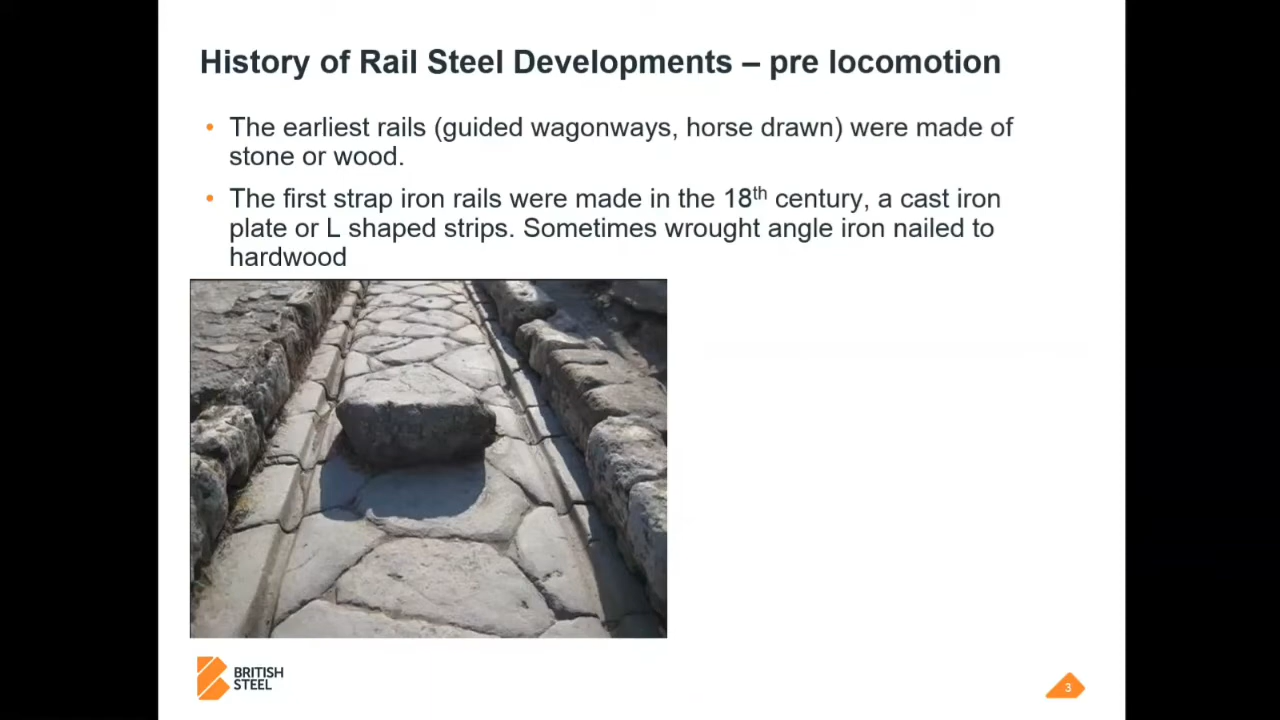 History of Rail Steel Developments – pre locomotion
• The earliest rails (guided wagonways, horse drawn) were made of
stone or wood.
• The first strap iron rails were made in the 18th century, a cast iron
plate or L shaped strips. Sometimes wrought angle iron nailed to
hardwood
BRITISH
STEEL
3